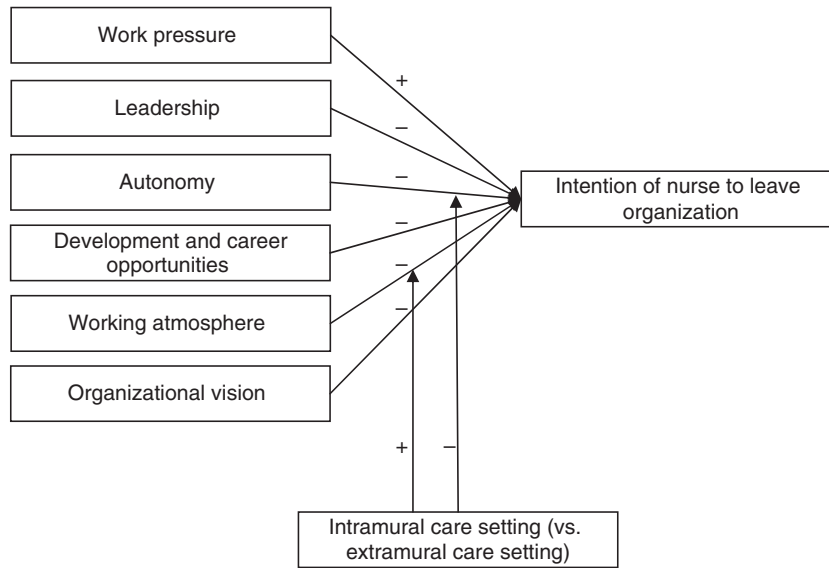 Work pressure
+
Leadership
–
Autonomy
–
Intention of nurse to leave
organization
–
Development and career
opportunities
–
Working atmosphere
–
Organizational vision
+
–
Intramural care setting (vs.
extramural care setting)